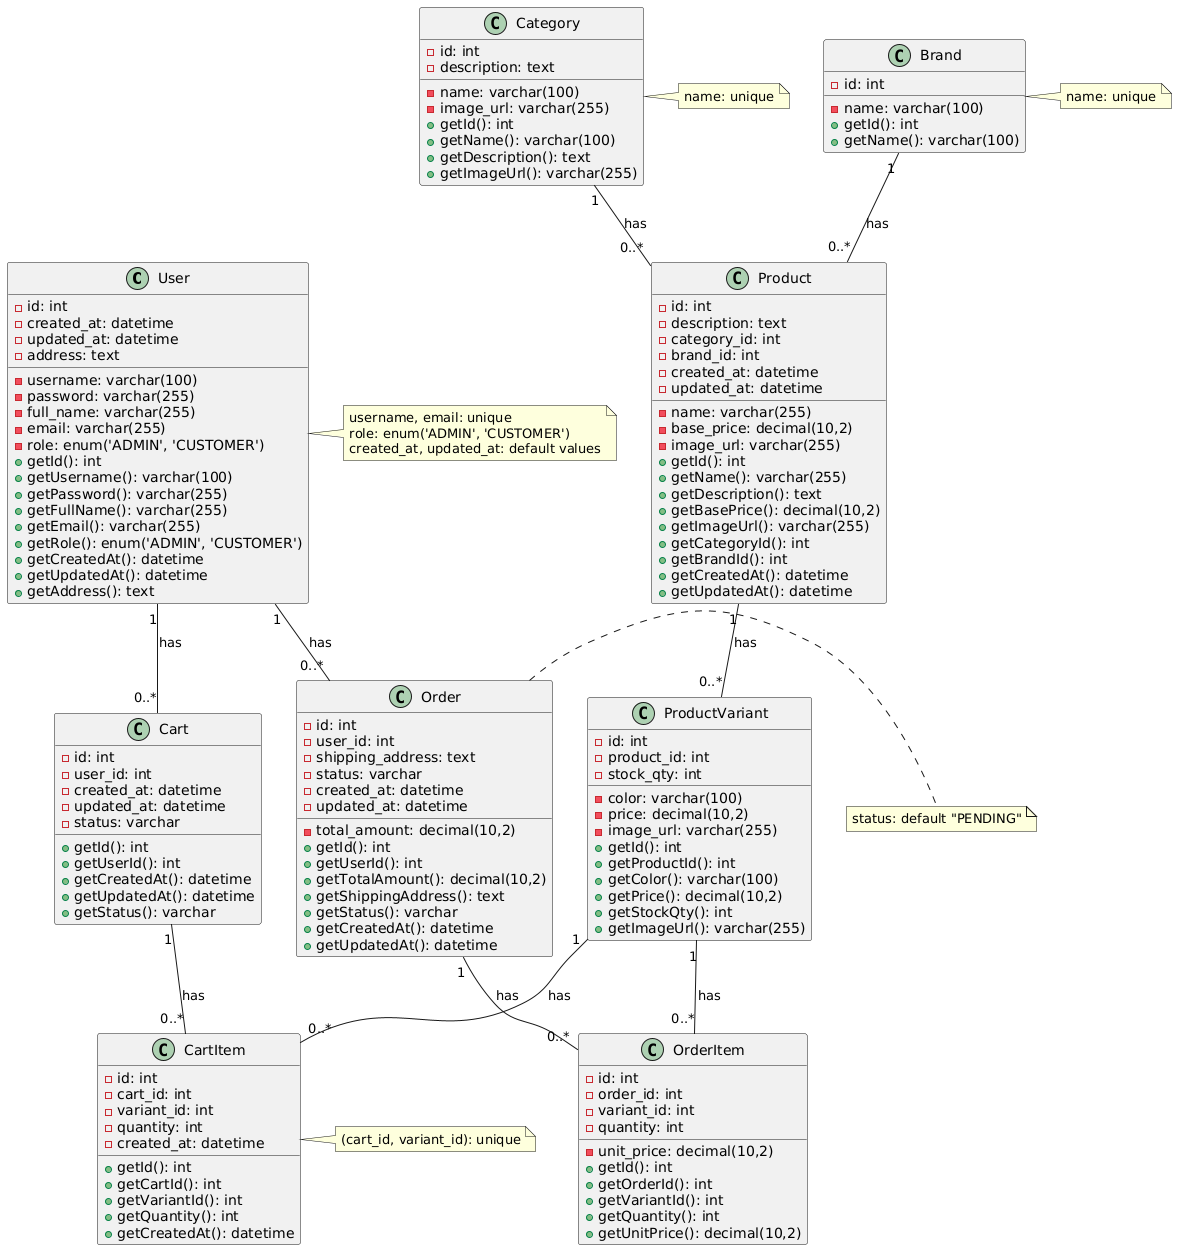 C Category
id: int
description: text
name: varchar(100)
image_url: varchar(255)
getId(): int
getName(): varchar(100)
getDescription(): text
getImageUrl(): varchar(255)
name: unique
C Brand
id: int
name: varchar(100)
getId(): int
getName(): varchar(100)
name: unique
1
has
0..*
1
has
0..*
C User
id: int
created_at: datetime
updated_at: datetime
address: text
username: varchar(100)
password: varchar(255)
full_name: varchar(255)
email: varchar(255)
role: enum('ADMIN', 'CUSTOMER')
getId(): int
getUsername(): varchar(100)
getPassword(): varchar(255)
getFullName(): varchar(255)
getEmail(): varchar(255)
getRole(): enum('ADMIN', 'CUSTOMER')
getCreatedAt(): datetime
getUpdatedAt(): datetime
getAddress(): text
username, email: unique
role: enum('ADMIN', 'CUSTOMER')
created_at, updated_at: default values
C Product
id: int
description: text
category_id: int
brand_id: int
created_at: datetime
updated_at: datetime
name: varchar(255)
base_price: decimal(10,2)
image_url: varchar(255)
getId(): int
getName(): varchar(255)
getDescription(): text
getBasePrice(): decimal(10,2)
getImageUrl(): varchar(255)
getCategoryId(): int
getBrandId(): int
getCreatedAt(): datetime
getUpdatedAt(): datetime
1
has
0..*
1
has
0..*
1
has
0..*
C Cart
id: int
user_id: int
created_at: datetime
updated_at: datetime
status: varchar
getId(): int
getUserId(): int
getCreatedAt(): datetime
getUpdatedAt(): datetime
getStatus(): varchar
C Order
id: int
user_id: int
shipping_address: text
status: varchar
created_at: datetime
updated_at: datetime
total_amount: decimal(10,2)
getId(): int
getUserId(): int
getTotalAmount(): decimal(10,2)
getShippingAddress(): text
getStatus(): varchar
getCreatedAt(): datetime
getUpdatedAt(): datetime
C ProductVariant
id: int
product_id: int
stock_qty: int
color: varchar(100)
price: decimal(10,2)
image_url: varchar(255)
getId(): int
getProductId(): int
getColor(): varchar(100)
getPrice(): decimal(10,2)
getStockQty(): int
getImageUrl(): varchar(255)
status: default "PENDING"
1
has
0..*
1
has
0..*
1
has
0..*
1
has
0..*
C CartItem
id: int
cart_id: int
variant_id: int
quantity: int
created_at: datetime
getId(): int
getCartId(): int
getVariantId(): int
getQuantity(): int
getCreatedAt(): datetime
(cart_id, variant_id): unique
C OrderItem
id: int
order_id: int
variant_id: int
quantity: int
unit_price: decimal(10,2)
getId(): int
getOrderId(): int
getVariantId(): int
getQuantity(): int
getUnitPrice(): decimal(10,2)